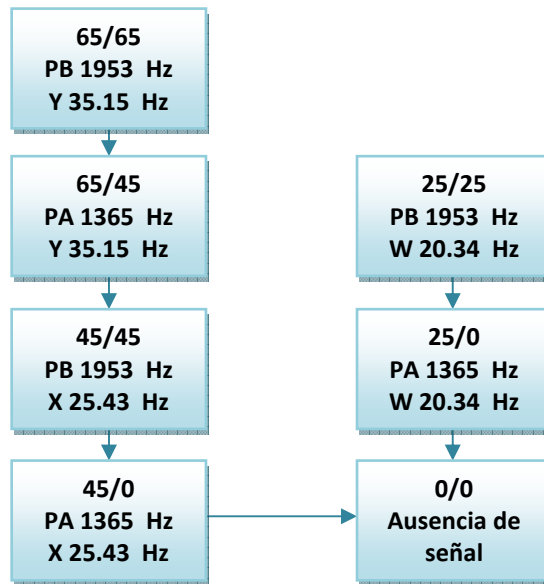 65/65
PB 1953 Hz
Y 35.15 Hz
65/45
PA 1365 Hz
Y 35.15 Hz
45/45
PB 1953 Hz
X 25.43 Hz
45/0
PA 1365 Hz
X 25.43 Hz
25/25
PB 1953 Hz
W 20.34 Hz
25/0
PA 1365 Hz
W 20.34 Hz
0/0
Ausencia de
señal